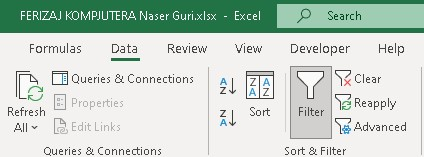 FERIZAJ KOMPJUTERA Naser Guri.xlsx - Excel
Search
Formulas Data Review View Developer Help
Refresh All
Queries & Connections
Properties
Edit Links
Queries & Connections
A Z
Z A
Z A A Z
Sort
Filter
Clear
Reapply
Advanced
Sort & Filter